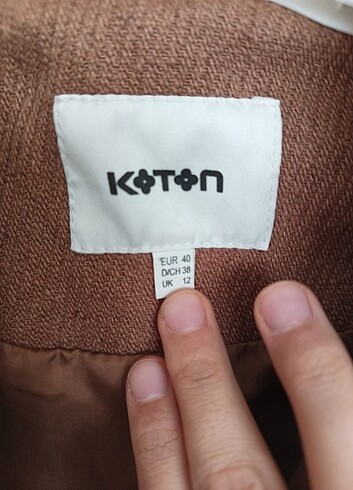 KOTON
EUR 40
D/CH 38
UK 12